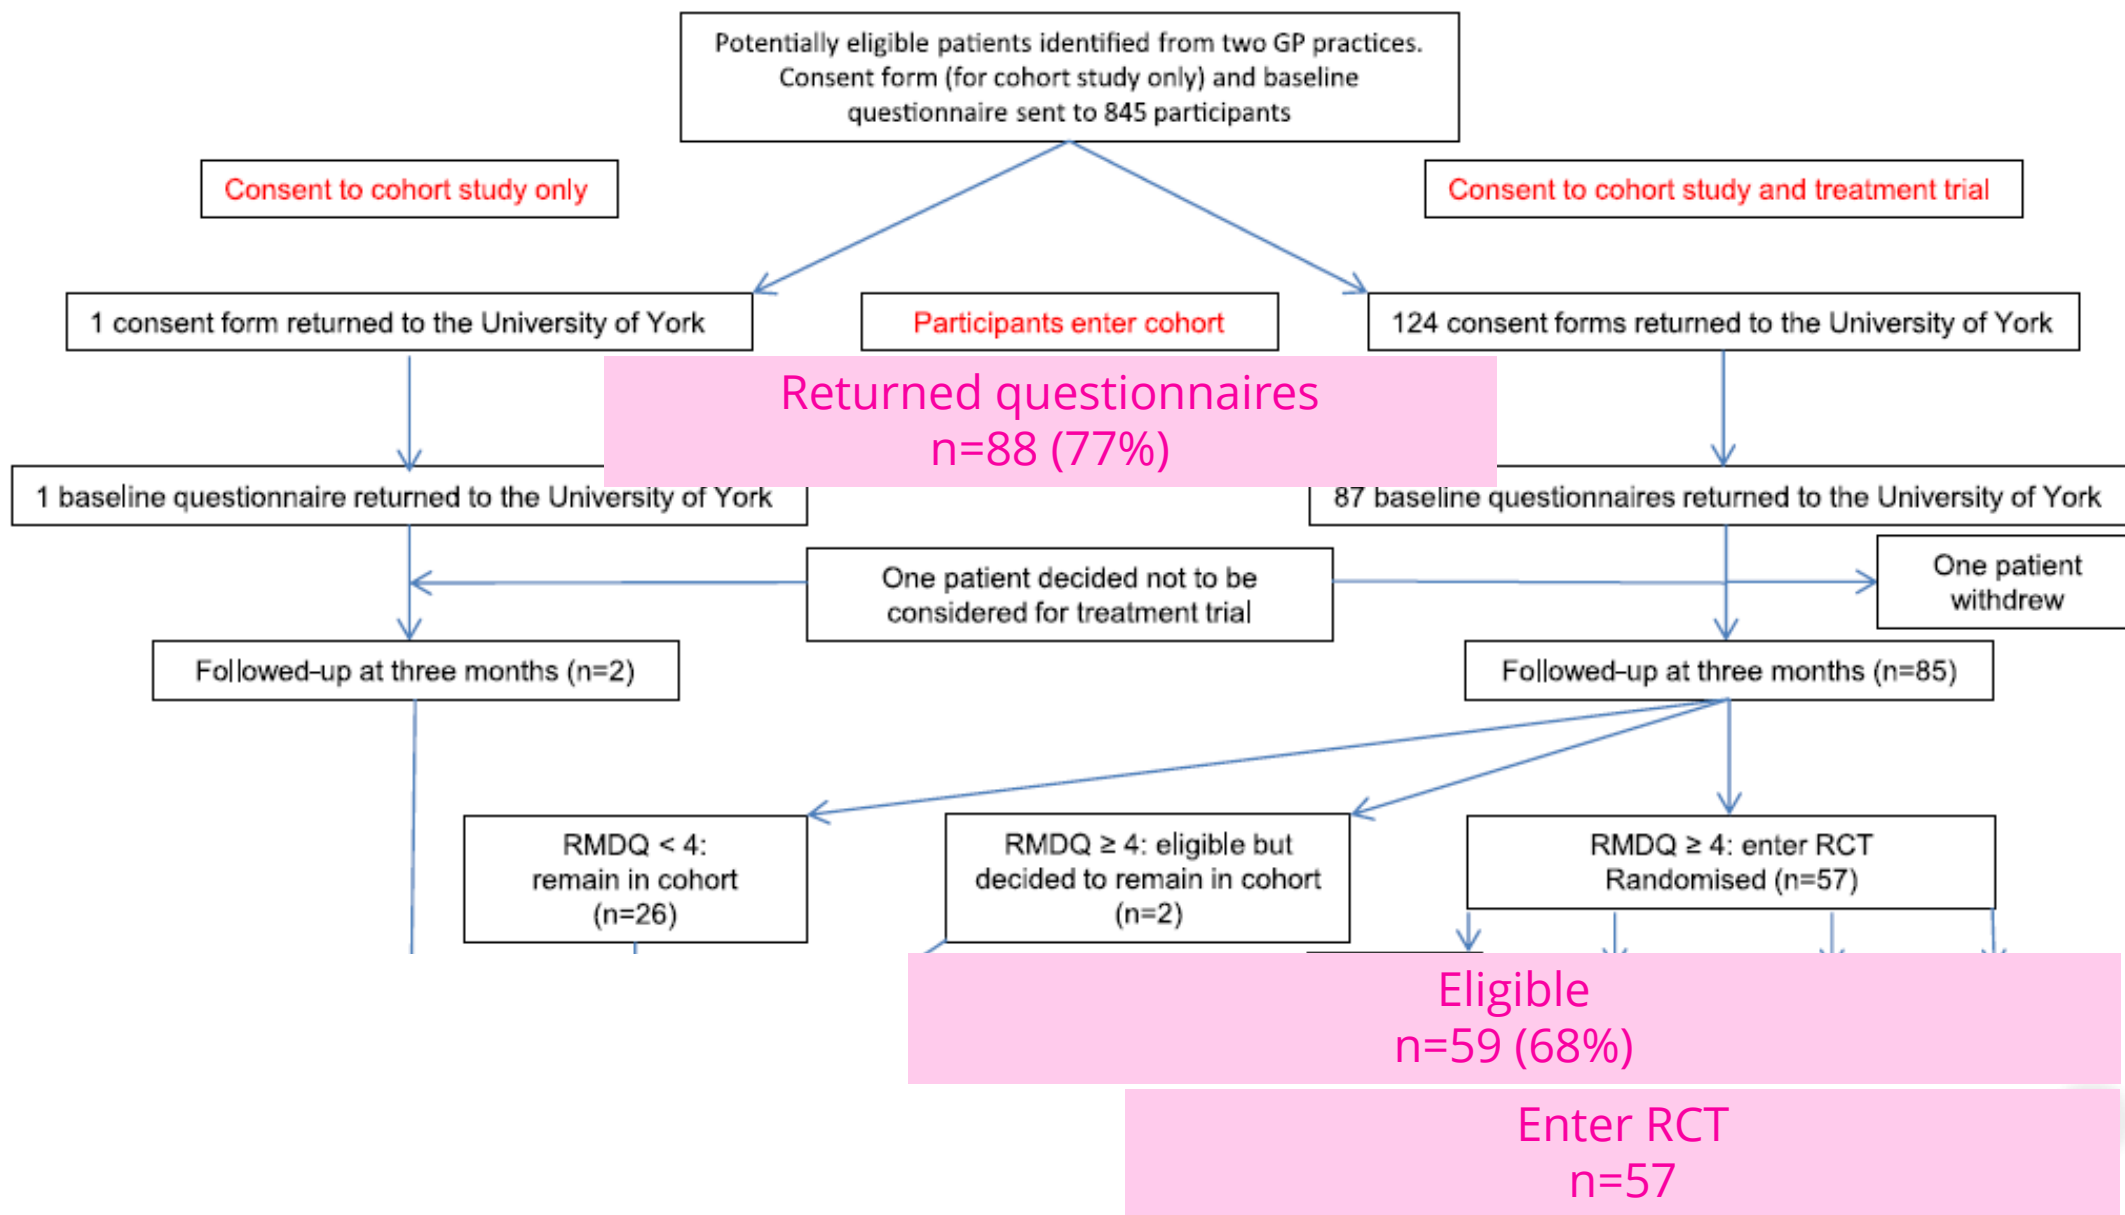 Potentially eligible patients identified from two GP practices.
Consent form (for cohort study only) and baseline
questionnaire sent to 845 participants
Consent to cohort study only
Consent to cohort study and treatment trial
1 consent form returned to the University of York
Participants enter cohort
124 consent forms returned to the University of York
Returned questionnaires
n=88 (77%)
1 baseline questionnaire returned to the University of York
87 baseline questionnaires returned to the University of York
One patient decided not to be
considered for treatment trial
One patient
withdrew
Followed-up at three months (n=2)
Followed-up at three months (n=85)
RMDQ < 4:
remain in cohort
(n=26)
RMDQ ≥ 4: eligible but
decided to remain in cohort
(n=2)
RMDQ ≥ 4: enter RCT
Randomised (n=57)
Eligible
n=59 (68%)
Enter RCT
n=57